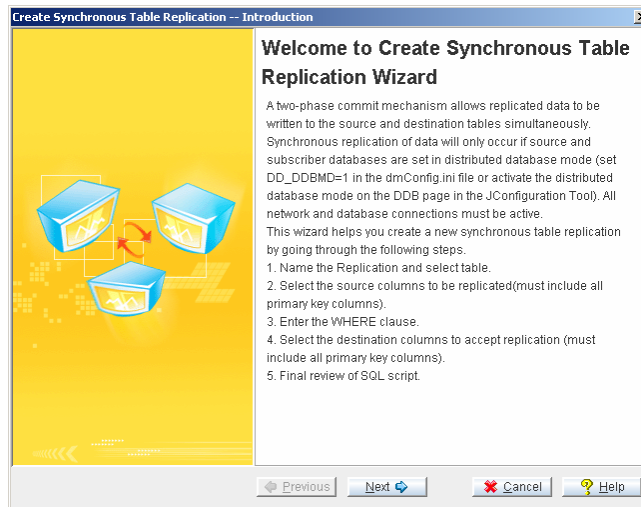 Create Synchronous Table Replication -- Introduction
Welcome to Create Synchronous Table
Replication Wizard
A two-phase commit mechanism allows replicated data to be
written to the source and destination tables simultaneously.
Synchronous replication of data will only occur if source and
subscriber databases are set in distributed database mode (set
DD_DDBMD=1 in the dmConfig.ini file or activate the distributed
database mode on the DDB page in the JConfiguration Tool). All
network and database connections must be active.
This wizard helps you create a new synchronous table replication
by going through the following steps.
1. Name the Replication and select table.
2. Select the source columns to be replicated(must include all
primary key columns).
3. Enter the WHERE clause.
4. Select the destination columns to accept replication (must
include all primary key columns).
5. Final review of SQL script.
Previous Next Cancel Help